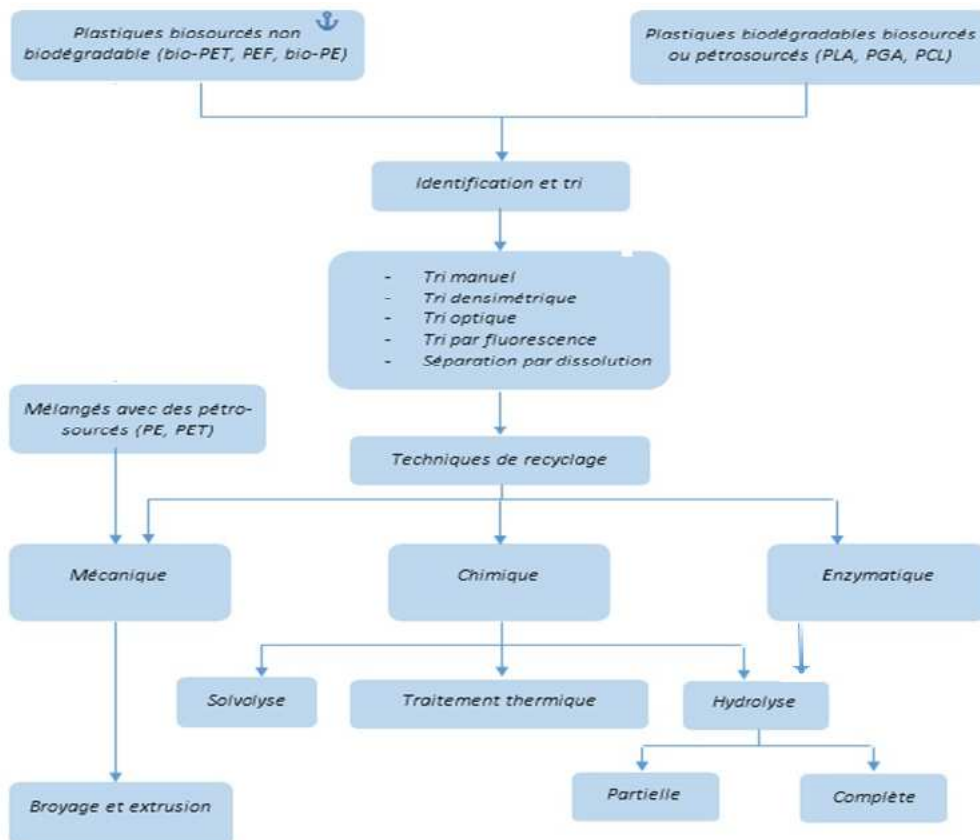 Plastiques biosourcés non
biodégradable (bio-PET, PEF, bio-PE)
Plastiques biodégradables biosourcés
ou pétrosourcés (PLA, PGA, PCL)
Identification et tri
- Tri manuel
- Tri densimétrique
- Tri optique
- Tri par fluorescence
- Séparation par dissolution
Mélangés avec des pétro-
sourcés (PE, PET)
Techniques de recyclage
Mécanique
Chimique
Enzymatique
Solvolyse
Traitement thermique
Hydrolyse
Broyage et extrusion
Partielle
Complète